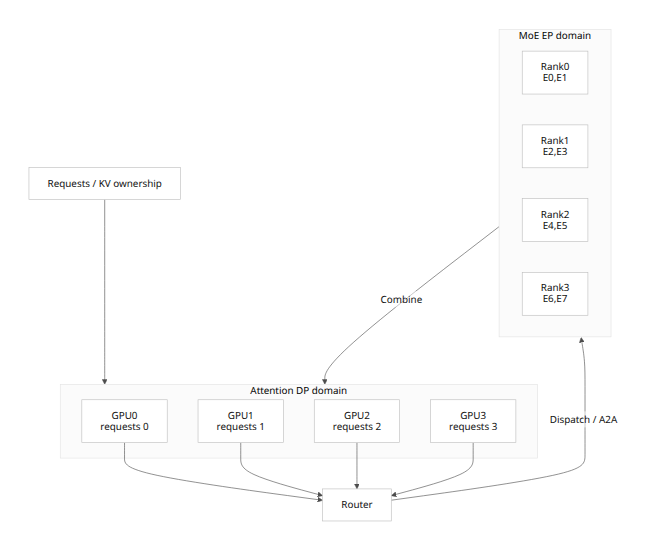 MoE EP domain
Rank0
E0,E1
Rank1
E2,E3
Requests / KV ownership
Rank2
E4,E5
Rank3
E6,E7
Combine
Attention DP domain
GPU0
requests 0
GPU1
requests 1
GPU2
requests 2
GPU3
requests 3
Dispatch / A2A
Router